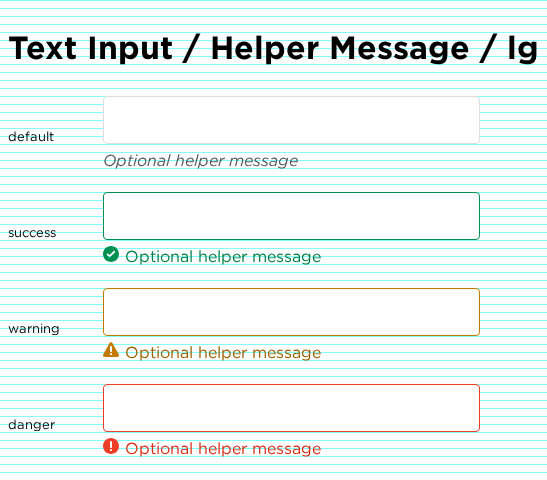 Text Input / Helper Message / lg
default
Optional helper message
success
Optional helper message
warning
Optional helper message
danger
Optional helper message